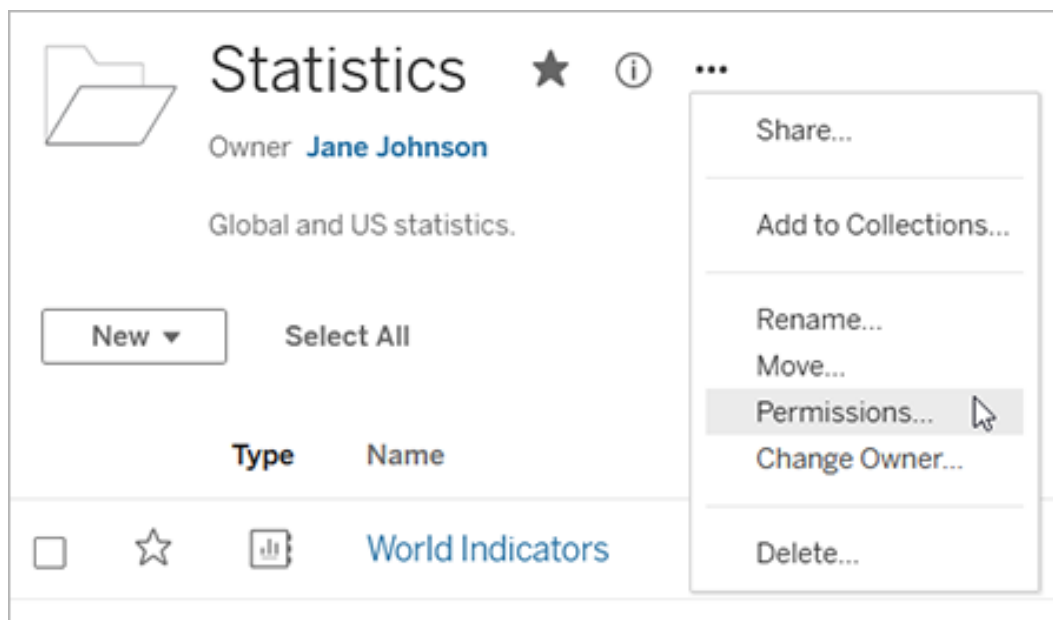 Statistics
Owner Jane Johnson
Global and US statistics.
New
Select All
Type Name
World Indicators
Share...
Add to Collections...
Rename...
Move...
Permissions...
Change Owner...
Delete...